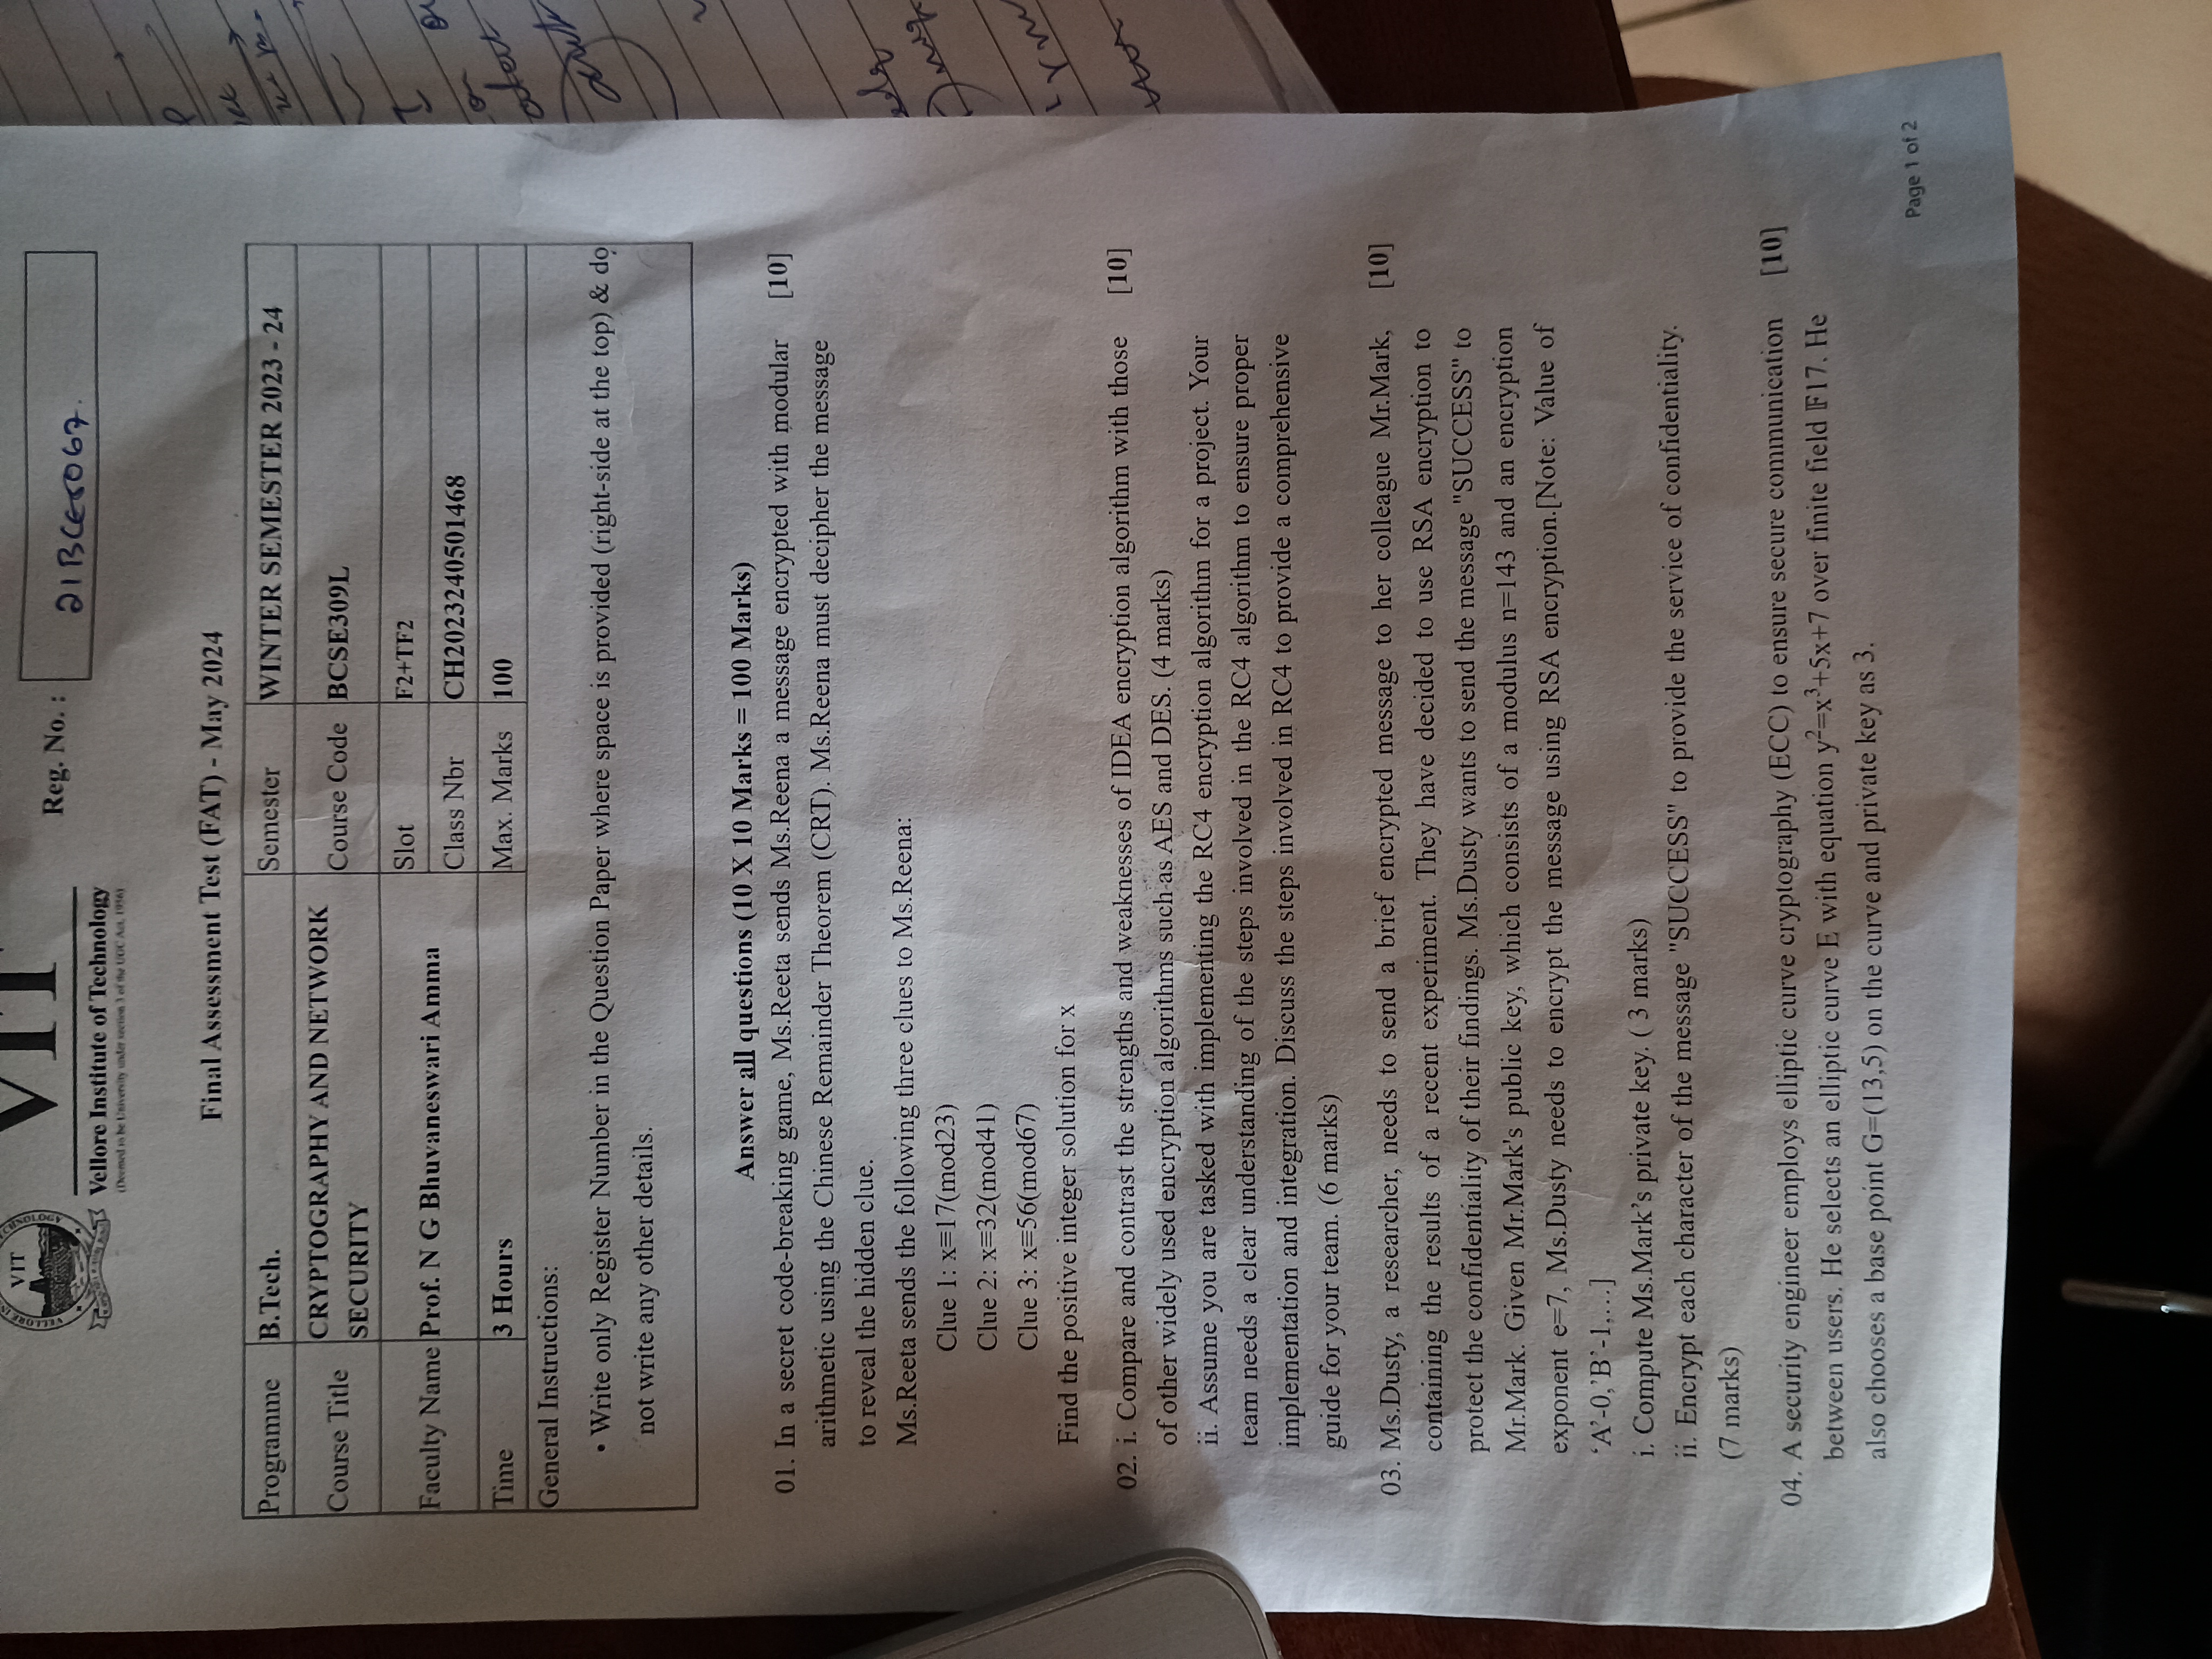 VIT
VIT
Reg. No. :
21BCE5067.
Vellore Institute of Technology
(Deemed to be University under section 3 of the UGC Act, 1956)
Final Assessment Test (FAT) - May 2024
Programme B.Tech. Semester WINTER SEMESTER 2023 - 24
Course Title CRYPTOGRAPHY AND NETWORK SECURITY Course Code BCSE309L
Faculty Name Prof. N G Bhuvaneswari Amma Slot F2+TF2
Class Nbr CH2023240501468
Time 3 Hours Max. Marks 100
General Instructions:
• Write only Register Number in the Question Paper where space is provided (right-side at the top) & do
not write any other details.
Answer all questions (10 X 10 Marks = 100 Marks)
01. In a secret code-breaking game, Ms.Reeta sends Ms.Reena a message encrypted with modular [10]
arithmetic using the Chinese Remainder Theorem (CRT). Ms.Reena must decipher the message
to reveal the hidden clue.
Ms.Reeta sends the following three clues to Ms.Reena:
Clue 1: x≡17(mod23)
Clue 2: x≡32(mod41)
Clue 3: x≡56(mod67)
Find the positive integer solution for x
02. i. Compare and contrast the strengths and weaknesses of IDEA encryption algorithm with those [10]
of other widely used encryption algorithms such as AES and DES. (4 marks)
ii. Assume you are tasked with implementing the RC4 encryption algorithm for a project. Your
team needs a clear understanding of the steps involved in the RC4 algorithm to ensure proper
implementation and integration. Discuss the steps involved in RC4 to provide a comprehensive
guide for your team. (6 marks)
03. Ms.Dusty, a researcher, needs to send a brief encrypted message to her colleague Mr.Mark, [10]
containing the results of a recent experiment. They have decided to use RSA encryption to
protect the confidentiality of their findings. Ms.Dusty wants to send the message "SUCCESS" to
Mr.Mark. Given Mr.Mark's public key, which consists of a modulus n=143 and an encryption
exponent e=7, Ms.Dusty needs to encrypt the message using RSA encryption.[Note: Value of
‘A’-0,’B’-1,…]
i. Compute Ms.Mark’s private key. ( 3 marks)
ii. Encrypt each character of the message "SUCCESS" to provide the service of confidentiality.
(7 marks)
04. A security engineer employs elliptic curve cryptography (ECC) to ensure secure communication [10]
between users. He selects an elliptic curve E with equation y²=x³+5x+7 over finite field 𝔽17. He
also chooses a base point G=(13,5) on the curve and private key as 3.
Page 1 of 2